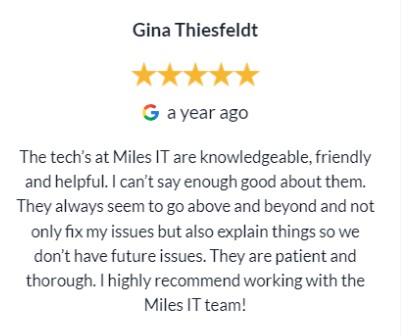 Gina Thiesfeldt
a year ago
The tech's at Miles IT are knowledgeable, friendly
and helpful. I can't say enough good about them.
They always seem to go above and beyond and not
only fix my issues but also explain things so we
don't have future issues. They are patient and
thorough. I highly recommend working with the
Miles IT team!